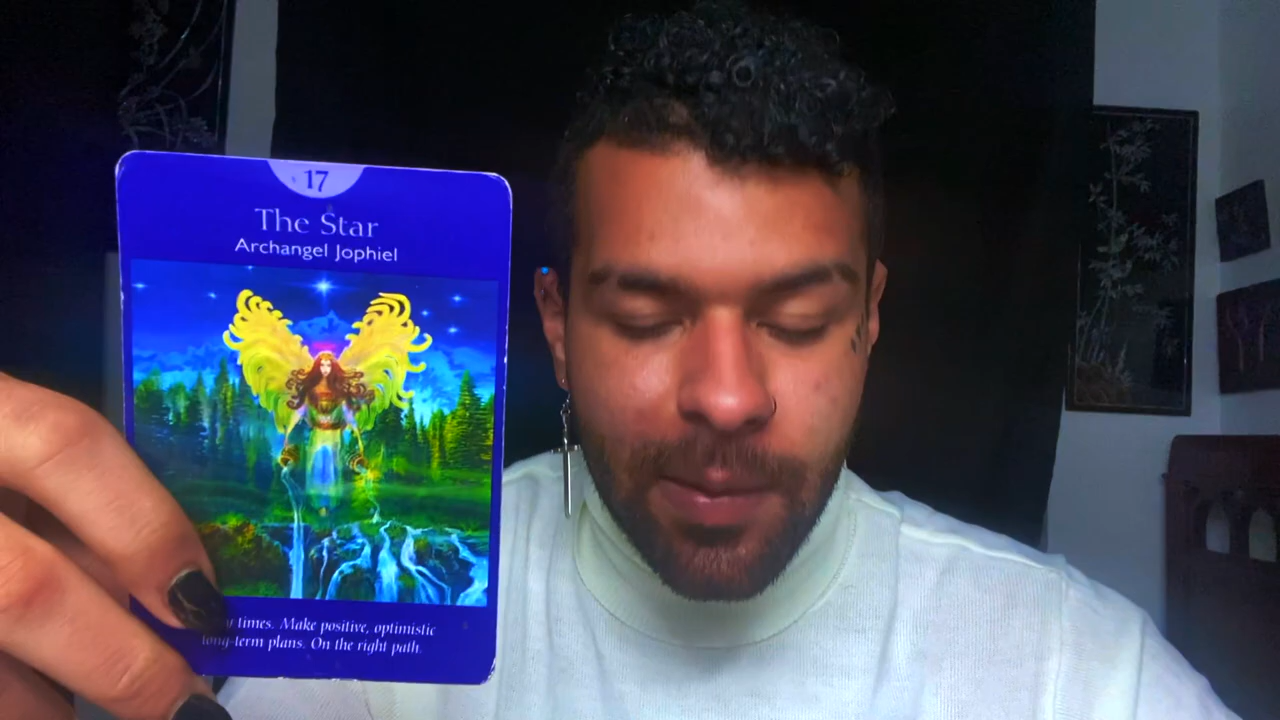 17
The Star
Archangel Jophiel
times. Make positive, optimistic
long-term plans. On the right path.